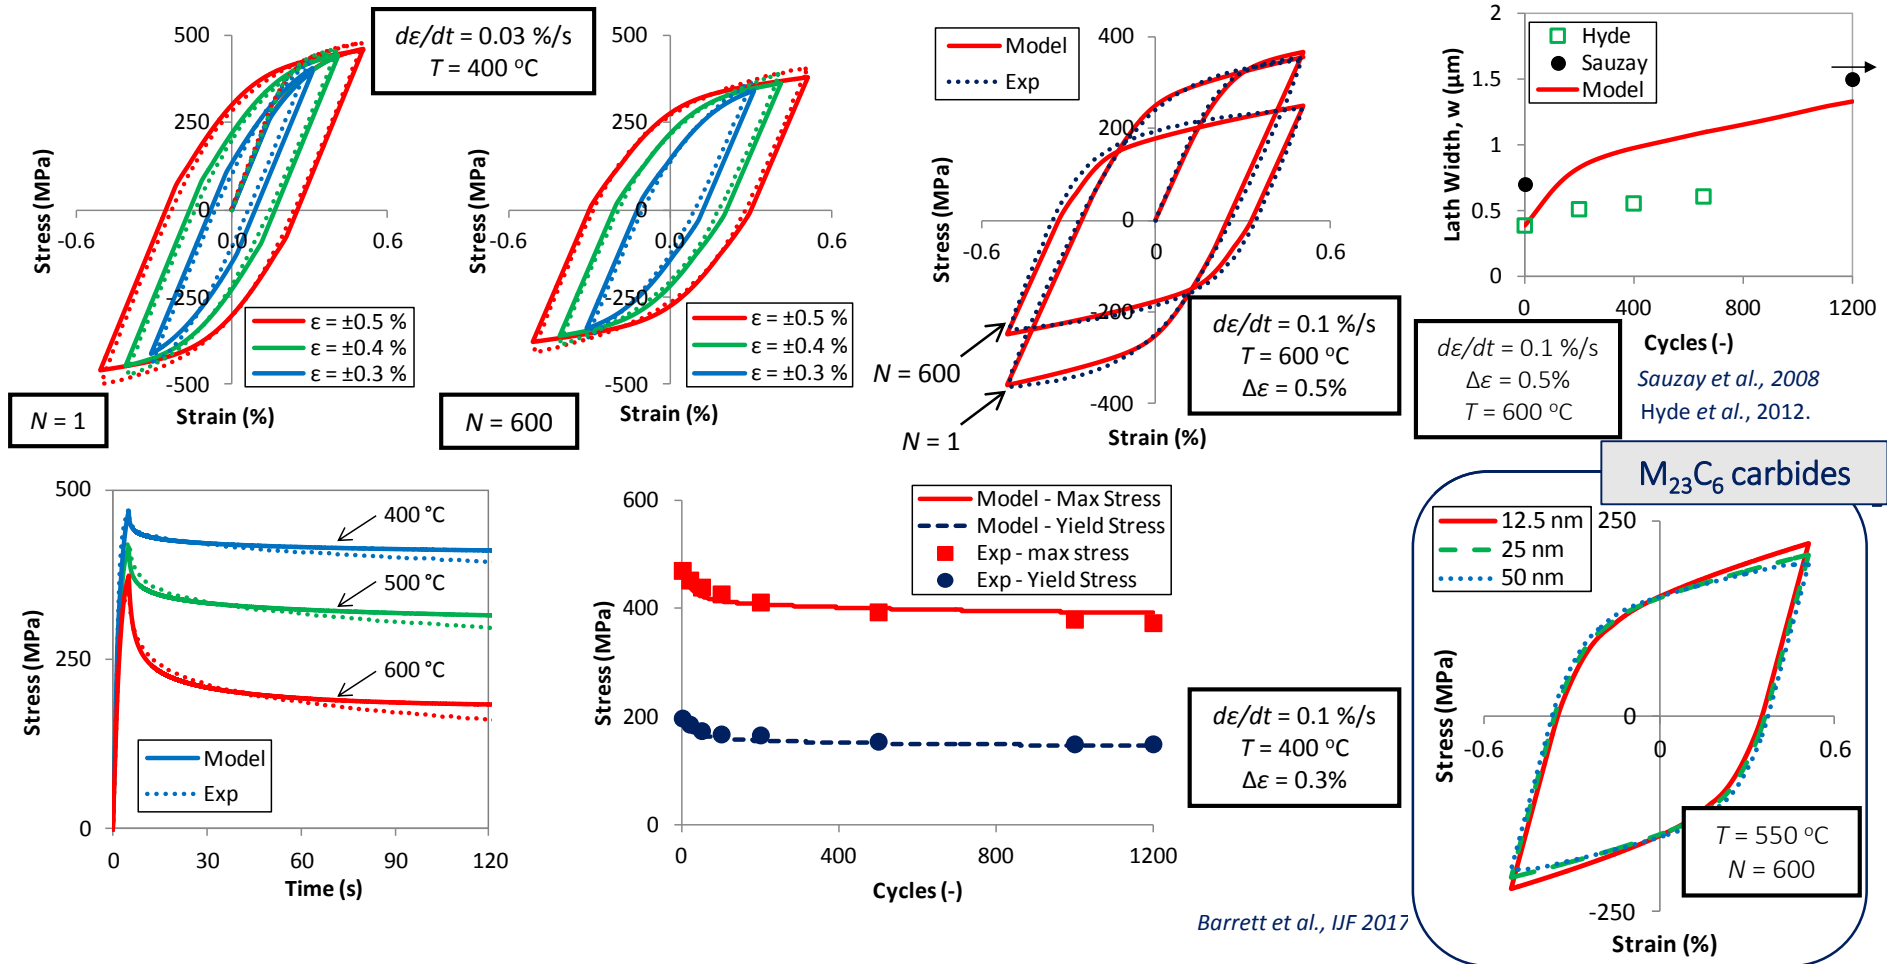 500
250
0
-250
-500
-0.6
0.0
0.6
Stress (MPa)
Strain (%)
ε = ±0.5 %
ε = ±0.4 %
ε = ±0.3 %
N = 1
dε/dt = 0.03 %/s
T = 400 °C
500
250
0
-250
-500
-0.6
0.0
0.6
Stress (MPa)
Strain (%)
ε = ±0.5 %
ε = ±0.4 %
ε = ±0.3 %
N = 600
Model
Exp
400
200
0
-200
-400
-0.6
0
0.6
Stress (MPa)
Strain (%)
N = 600
N = 1
dε/dt = 0.1 %/s
T = 600 °C
Δε = 0.5%
2
1.5
1
0.5
0
0
400
800
1200
Lath Width, w (μm)
Hyde
Sauzay
Model
Cycles (-)
dε/dt = 0.1 %/s
Δε = 0.5%
T = 600 °C
Sauzay et al., 2008
Hyde et al., 2012.
500
250
0
0
30
60
90
120
Stress (MPa)
Time (s)
400 °C
500 °C
600 °C
Model
Exp
600
400
200
0
0
400
800
1200
Stress (MPa)
Cycles (-)
Model - Max Stress
Model - Yield Stress
Exp - max stress
Exp - Yield Stress
dε/dt = 0.1 %/s
T = 400 °C
Δε = 0.3%
Barrett et al., IJF 2017
M₂₃C₆ carbides
12.5 nm
25 nm
50 nm
250
0
-250
-0.6
0
0.6
Stress (MPa)
Strain (%)
T = 550 °C
N = 600